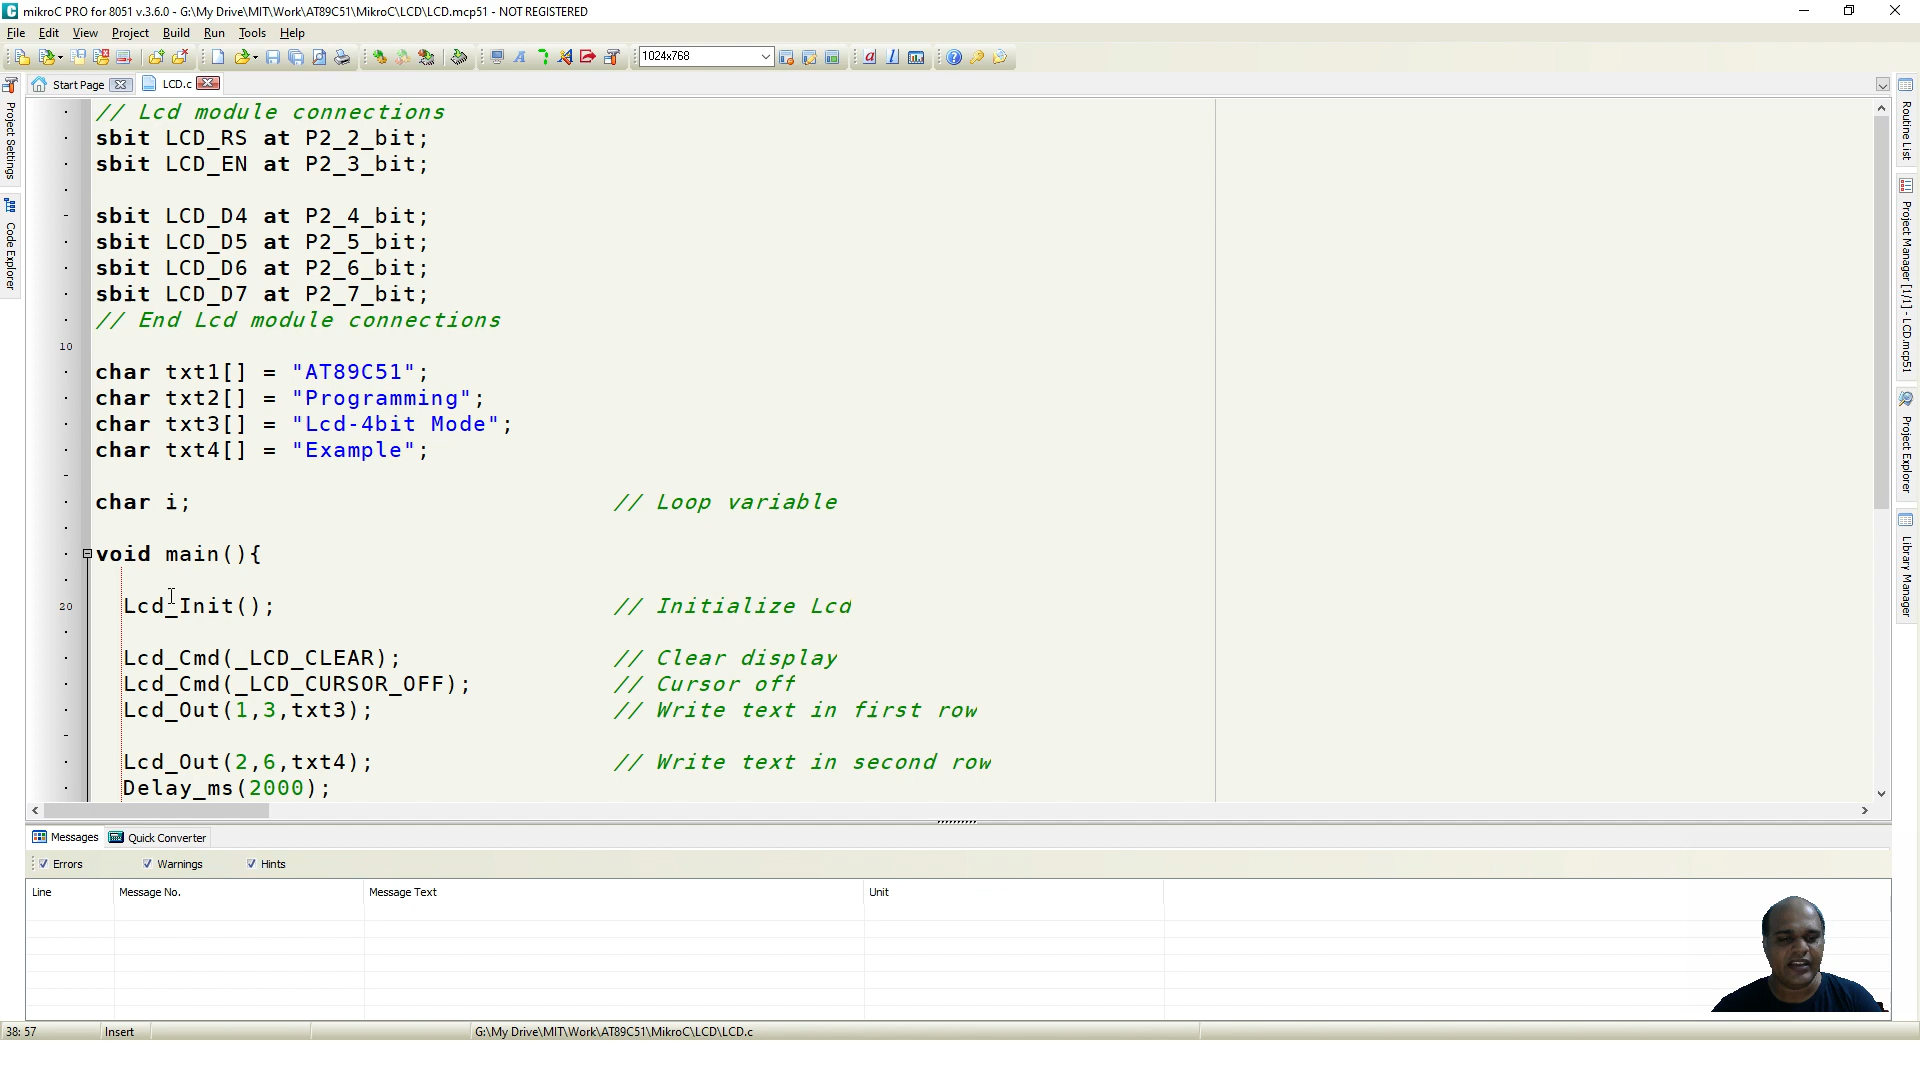 mikroC PRO for 8051 v.3.6.0 - G:\My Drive\MIT\Work\AT89C51\MikroC\LCD\LCD.mcp51 - NOT REGISTERED
File Edit View Project Build Run Tools Help
1024x768
Start Page LCD.c
// Lcd module connections
sbit LCD_RS at P2_2_bit;
sbit LCD_EN at P2_3_bit;
sbit LCD_D4 at P2_4_bit;
sbit LCD_D5 at P2_5_bit;
sbit LCD_D6 at P2_6_bit;
sbit LCD_D7 at P2_7_bit;
// End Lcd module connections
10
char txt1[] = "AT89C51";
char txt2[] = "Programming";
char txt3[] = "Lcd-4bit Mode";
char txt4[] = "Example";
char i; // Loop variable
void main(){
20 Lcd_Init(); // Initialize Lcd
Lcd_Cmd(_LCD_CLEAR); // Clear display
Lcd_Cmd(_LCD_CURSOR_OFF); // Cursor off
Lcd_Out(1,3,txt3); // Write text in first row
Lcd_Out(2,6,txt4); // Write text in second row
Delay_ms(2000);
Project Settings
Code Explorer
Routine List
Project Manager [1/1] - LCD.mcp51
Project Explorer
Library Manager
Messages Quick Converter
Errors Warnings Hints
Line Message No. Message Text Unit
38: 57 Insert G:\My Drive\MIT\Work\AT89C51\MikroC\LCD\LCD.c